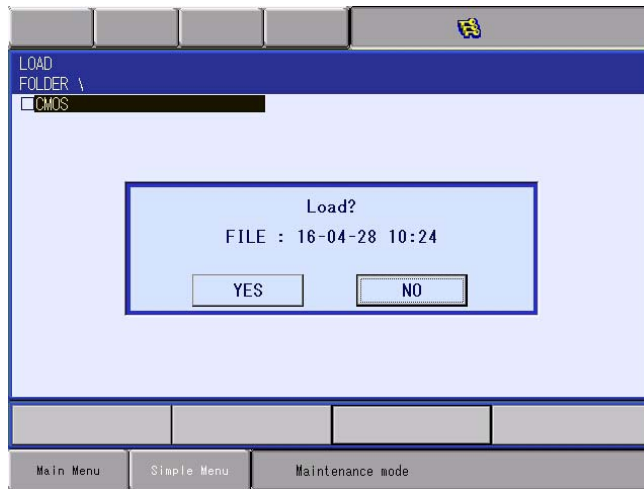 LOAD
FOLDER \
CMOS
Load?
FILE : 16-04-28 10:24
YES
NO
Main Menu
Simple Menu
Maintenance mode